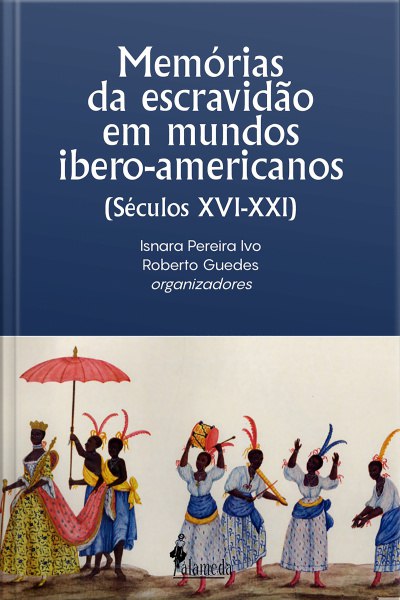 Memórias
da escravidão
em mundos
ibero-americanos
(Séculos XVI-XXI)
Isnara Pereira Ivo
Roberto Guedes
organizadores
alameda